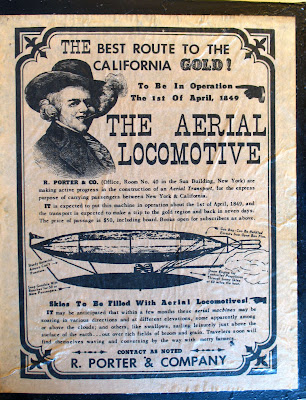 THE BEST ROUTE TO THE
CALIFORNIA GOLD!
To Be In Operation
The 1st Of April, 1849
THE AERIAL
LOCOMOTIVE
R. PORTER & CO. (Office, Room No. 40 in the Sun Building, New York) are
making active progress in the construction of an Aerial Transport, for the express
purpose of carrying passengers between New York & California.
IT is expected to put this machine in operation about the 1st of April, 1849, and
the transport is expected to make a trip to the gold region and back in seven days.
The price of passage is $50, including board. Books open for subscribers as above.
Skies To Be Filled With Aerial Locomotives!
IT may be anticipated that within a few months these aerial machines may be
soaring in various directions and at different elevations, some apparently among
or above the clouds; and others, like swallows, sailing leisurely just above the
surface of the earth... out over rich fields of bloom and grain. Travelers soon will
find themselves waving and conversing by the way with merry farmers.
CONTACT AS NOTED
R. PORTER & COMPANY